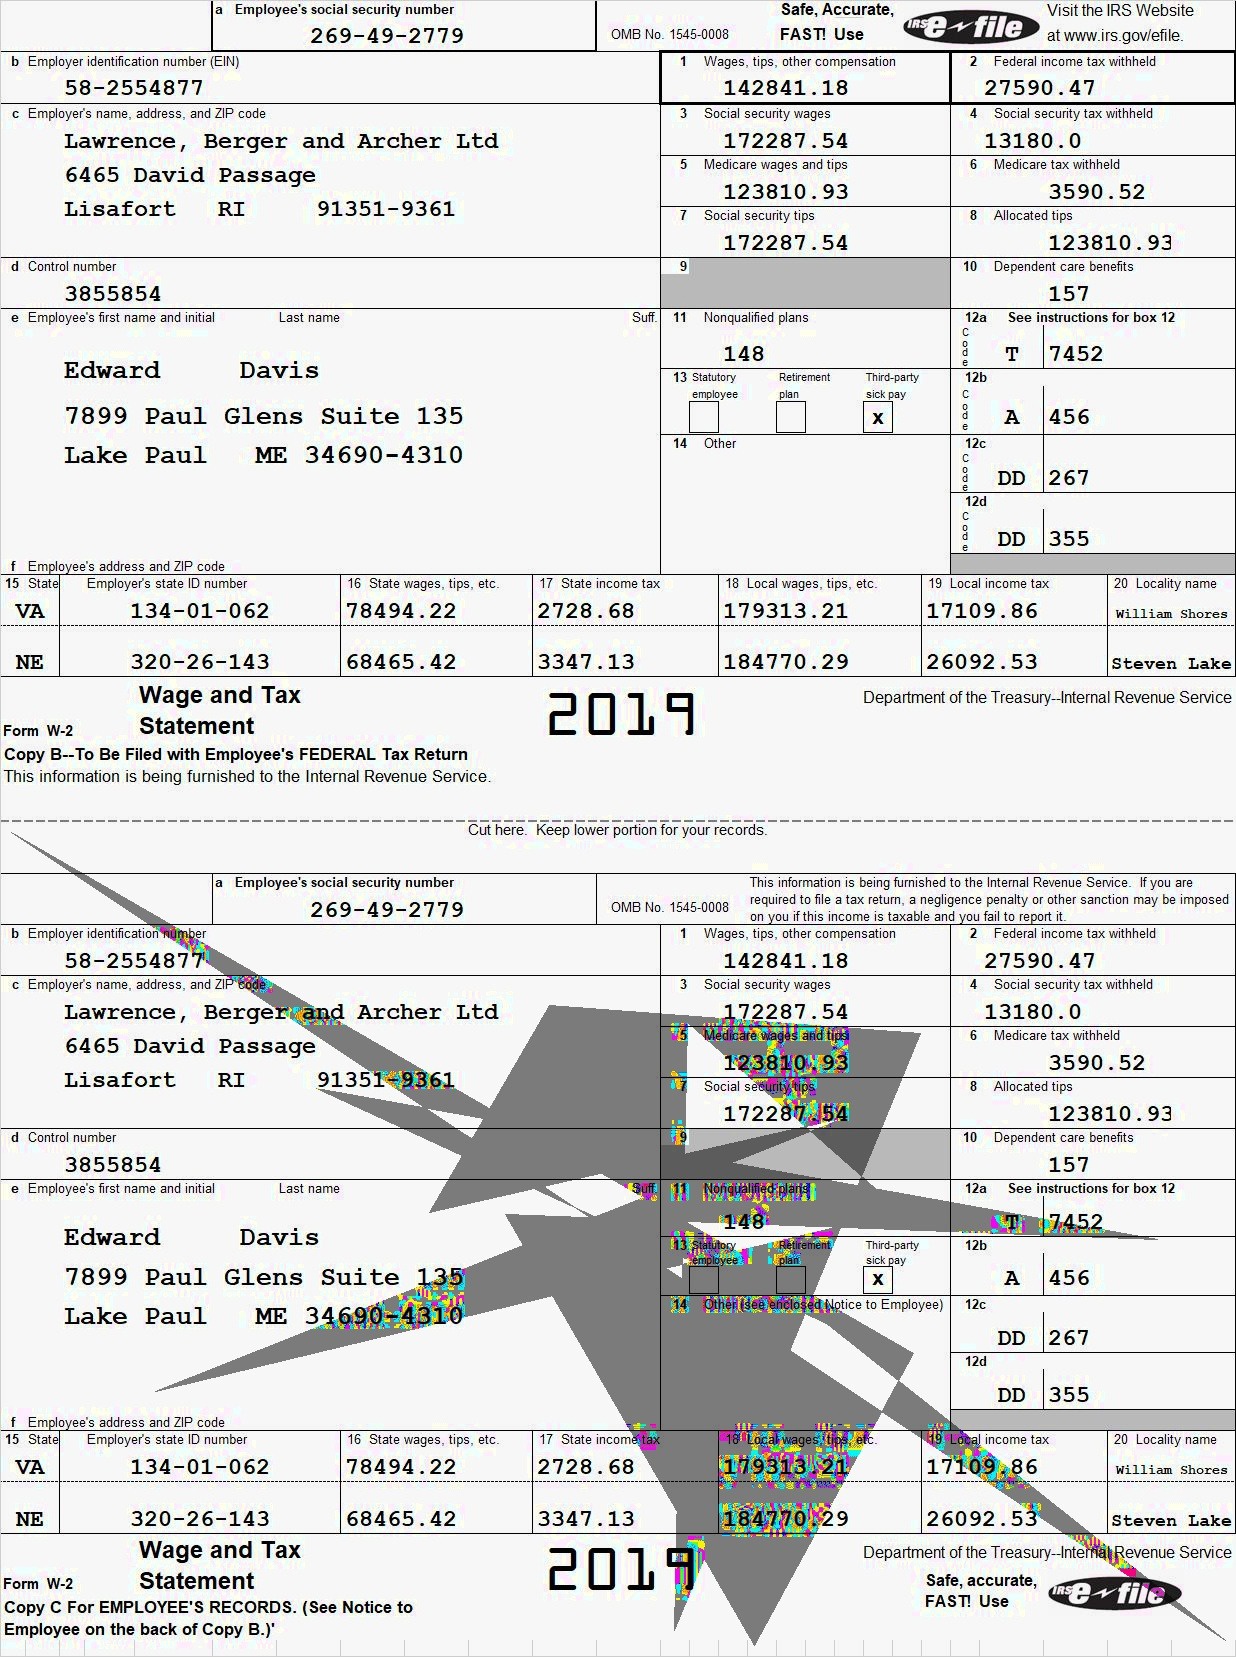 a Employee's social security number
269-49-2779
OMB No. 1545-0008
Safe, Accurate,
FAST! Use
IRS e-file
Visit the IRS Website
at www.irs.gov/efile.
b Employer identification number (EIN)
58-2554877
1 Wages, tips, other compensation
142841.18
2 Federal income tax withheld
27590.47
c Employer's name, address, and ZIP code
Lawrence, Berger and Archer Ltd
6465 David Passage
Lisafort RI 91351-9361
3 Social security wages
172287.54
4 Social security tax withheld
13180.0
5 Medicare wages and tips
123810.93
6 Medicare tax withheld
3590.52
7 Social security tips
172287.54
8 Allocated tips
123810.93
d Control number
3855854
9
10 Dependent care benefits
157
e Employee's first name and initial Last name Suff.
Edward Davis
7899 Paul Glens Suite 135
Lake Paul ME 34690-4310
11 Nonqualified plans
148
12a See instructions for box 12
Code T 7452
13 Statutory employee Retirement plan Third-party sick pay
x
12b
Code A 456
14 Other
12c
Code DD 267
12d
Code DD 355
f Employee's address and ZIP code
15 State Employer's state ID number 16 State wages, tips, etc. 17 State income tax 18 Local wages, tips, etc. 19 Local income tax 20 Locality name
VA 134-01-062 78494.22 2728.68 179313.21 17109.86 William Shores
NE 320-26-143 68465.42 3347.13 184770.29 26092.53 Steven Lake
Form W-2
Wage and Tax
Statement
2019
Department of the Treasury--Internal Revenue Service
Copy B--To Be Filed with Employee's FEDERAL Tax Return
This information is being furnished to the Internal Revenue Service.
Cut here. Keep lower portion for your records.
a Employee's social security number
269-49-2779
OMB No. 1545-0008
This information is being furnished to the Internal Revenue Service. If you are
required to file a tax return, a negligence penalty or other sanction may be imposed
on you if this income is taxable and you fail to report it.
b Employer identification number
58-2554877
1 Wages, tips, other compensation
142841.18
2 Federal income tax withheld
27590.47
c Employer's name, address, and ZIP code
Lawrence, Berger and Archer Ltd
6465 David Passage
Lisafort RI 91351-9361
3 Social security wages
172287.54
4 Social security tax withheld
13180.0
5 Medicare wages and tips
123810.93
6 Medicare tax withheld
3590.52
7 Social security tips
172287.54
8 Allocated tips
123810.93
d Control number
3855854
9
10 Dependent care benefits
157
e Employee's first name and initial Last name Suff.
Edward Davis
7899 Paul Glens Suite 135
Lake Paul ME 34690-4310
11 Nonqualified plans
148
12a See instructions for box 12
T 7452
13 Statutory employee Retirement plan Third-party sick pay
x
12b
A 456
14 Other (see enclosed Notice to Employee)
12c
DD 267
12d
DD 355
f Employee's address and ZIP code
15 State Employer's state ID number 16 State wages, tips, etc. 17 State income tax 18 Local wages, tips, etc. 19 Local income tax 20 Locality name
VA 134-01-062 78494.22 2728.68 179313.21 17109.86 William Shores
NE 320-26-143 68465.42 3347.13 184770.29 26092.53 Steven Lake
Form W-2
Wage and Tax
Statement
2019
Department of the Treasury--Internal Revenue Service
Safe, accurate,
FAST! Use
IRS e-file
Copy C For EMPLOYEE'S RECORDS. (See Notice to
Employee on the back of Copy B.)'